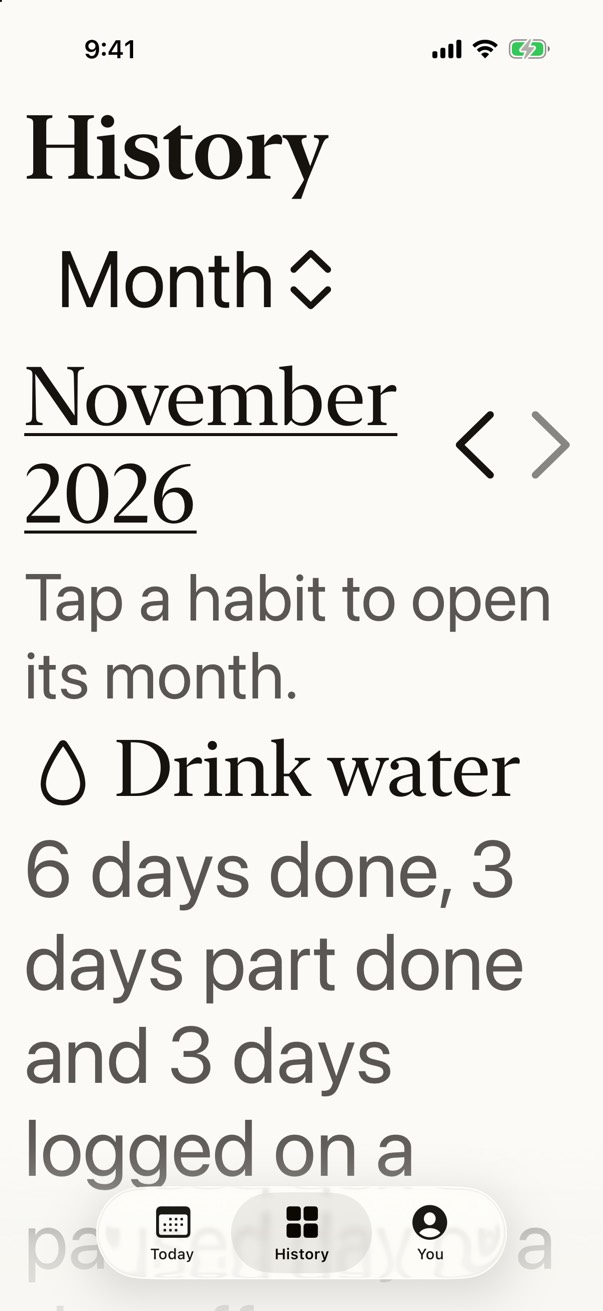 9:41
History
Month
November
2026
Tap a habit to open
its month.
Drink water
6 days done, 3
days part done
and 3 days
logged on a
a
Today
History
You